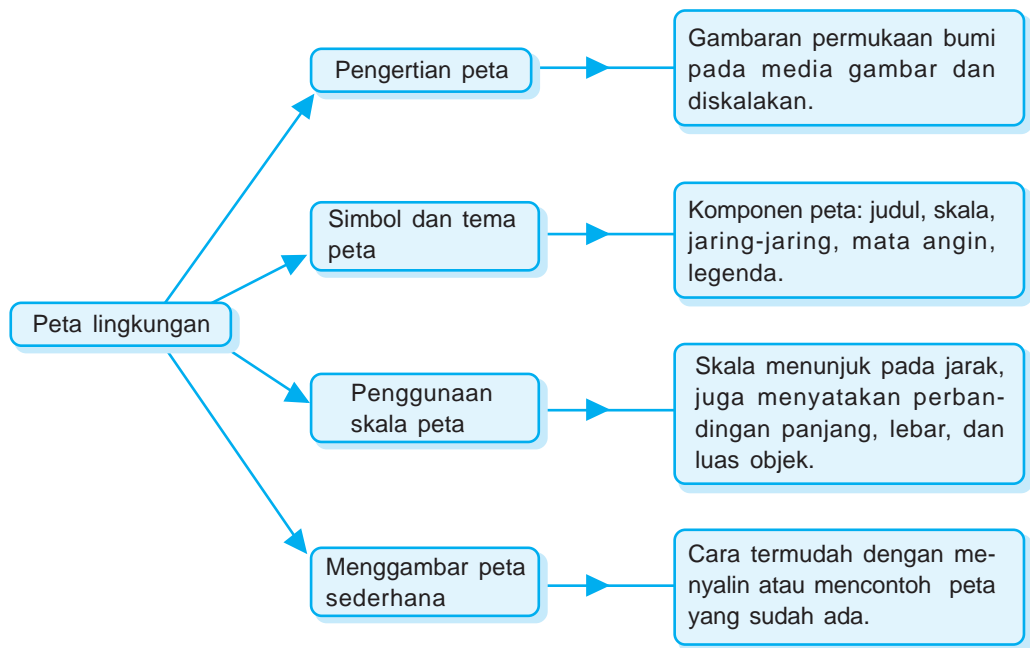 Pengertian peta
Gambaran permukaan bumi
pada media gambar dan
diskalakan.
Simbol dan tema
peta
Komponen peta: judul, skala,
jaring-jaring, mata angin,
legenda.
Peta lingkungan
Penggunaan
skala peta
Skala menunjuk pada jarak,
juga menyatakan perban-
dingan panjang, lebar, dan
luas objek.
Menggambar peta
sederhana
Cara termudah dengan me-
nyalin atau mencontoh peta
yang sudah ada.